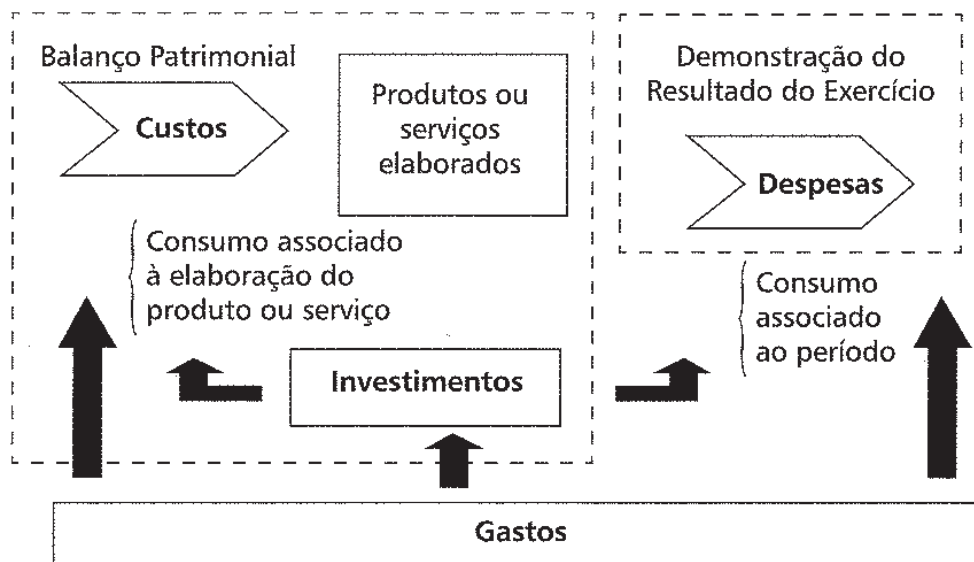 Balanço Patrimonial
Custos
Produtos ou
serviços
elaborados
Consumo associado
à elaboração do
produto ou serviço
Investimentos
Demonstração do
Resultado do Exercício
Despesas
Consumo
associado
ao período
Gastos